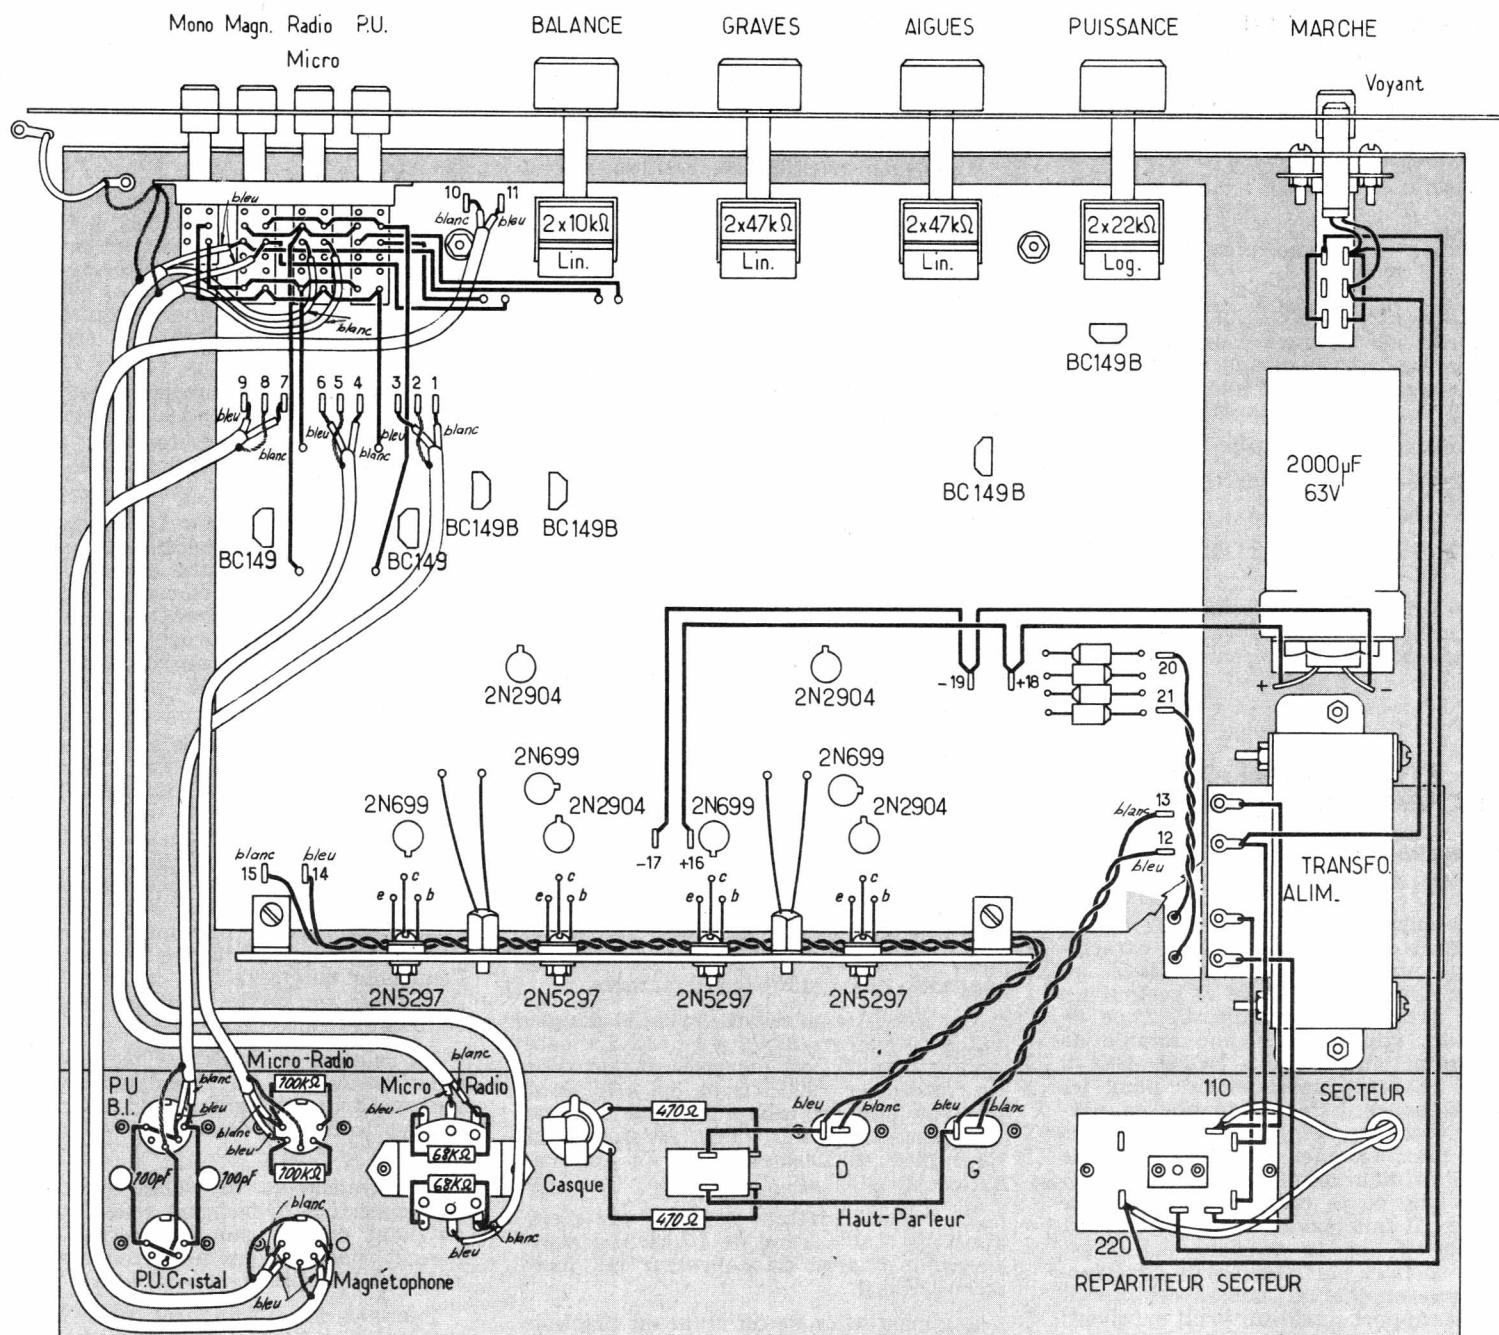 Mono Magn. Radio P.U. BALANCE GRAVES AIGUES PUISSANCE MARCHE
Micro
Voyant
bleu
10 11
blanc bleu
2x10kΩ 2x47kΩ 2x47kΩ 2x22kΩ
Lin. Lin. Lin. Log.
blanc
BC149B
9 8 7 6 5 4 3 2 1
bleu blanc bleu blanc bleu blanc
2000µF
63V
BC149B
BC149B BC149B
BC149 BC149
2N2904 2N2904
-19 +18
20
21
+ -
2N699 2N699
2N699 2N2904 2N699 2N2904
-17 +16
blanc 13
12
bleu
blanc bleu
15 14
TRANSFO.
ALIM.
c c c c
e b e b e b e b
2N5297 2N5297 2N5297 2N5297
Micro-Radio
P.U
B.I.
blanc
bleu
100KΩ
blanc
bleu
100KΩ
100pF 100pF
Micro Radio
blanc
bleu
68KΩ
68KΩ
bleu blanc
470Ω
Casque
470Ω
bleu blanc bleu blanc
D G
Haut-Parleur
110 SECTEUR
220
REPARTITEUR SECTEUR
blanc
P.U.Cristal
bleu
Magnétophone